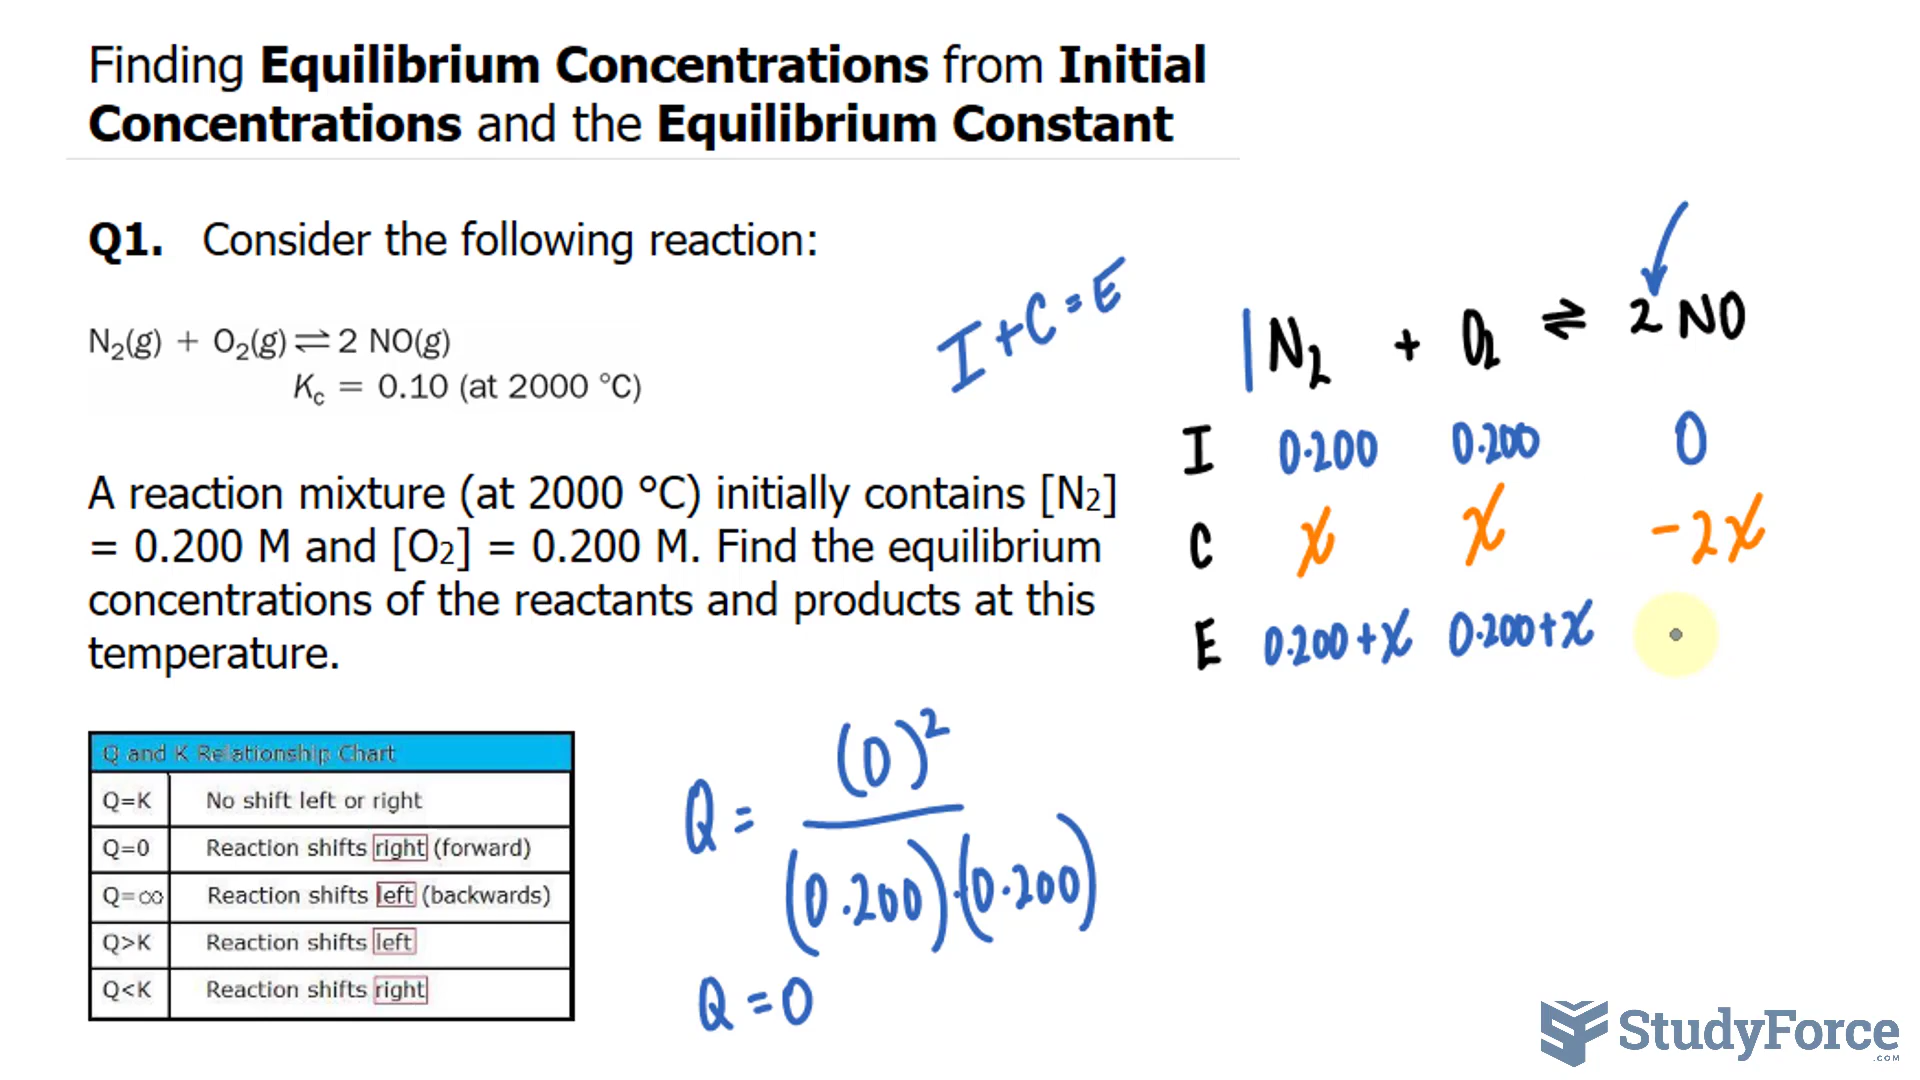 Finding Equilibrium Concentrations from Initial
Concentrations and the Equilibrium Constant
Q1. Consider the following reaction:
N₂(g) + O₂(g) ⇌ 2 NO(g)
Kc = 0.10 (at 2000 °C)
A reaction mixture (at 2000 °C) initially contains [N₂]
= 0.200 M and [O₂] = 0.200 M. Find the equilibrium
concentrations of the reactants and products at this
temperature.
Q and K Relationship Chart
Q=K No shift left or right
Q=0 Reaction shifts right (forward)
Q=∞ Reaction shifts left (backwards)
Q>K Reaction shifts left
Q<K Reaction shifts right
I + C = E
1 N₂ + O₂ ⇌ 2 NO
I 0.200 0.200 0
C x x -2x
E 0.200+x 0.200+x
Q = (0)²
(0.200)·(0.200)
Q = 0
StudyForce
.COM